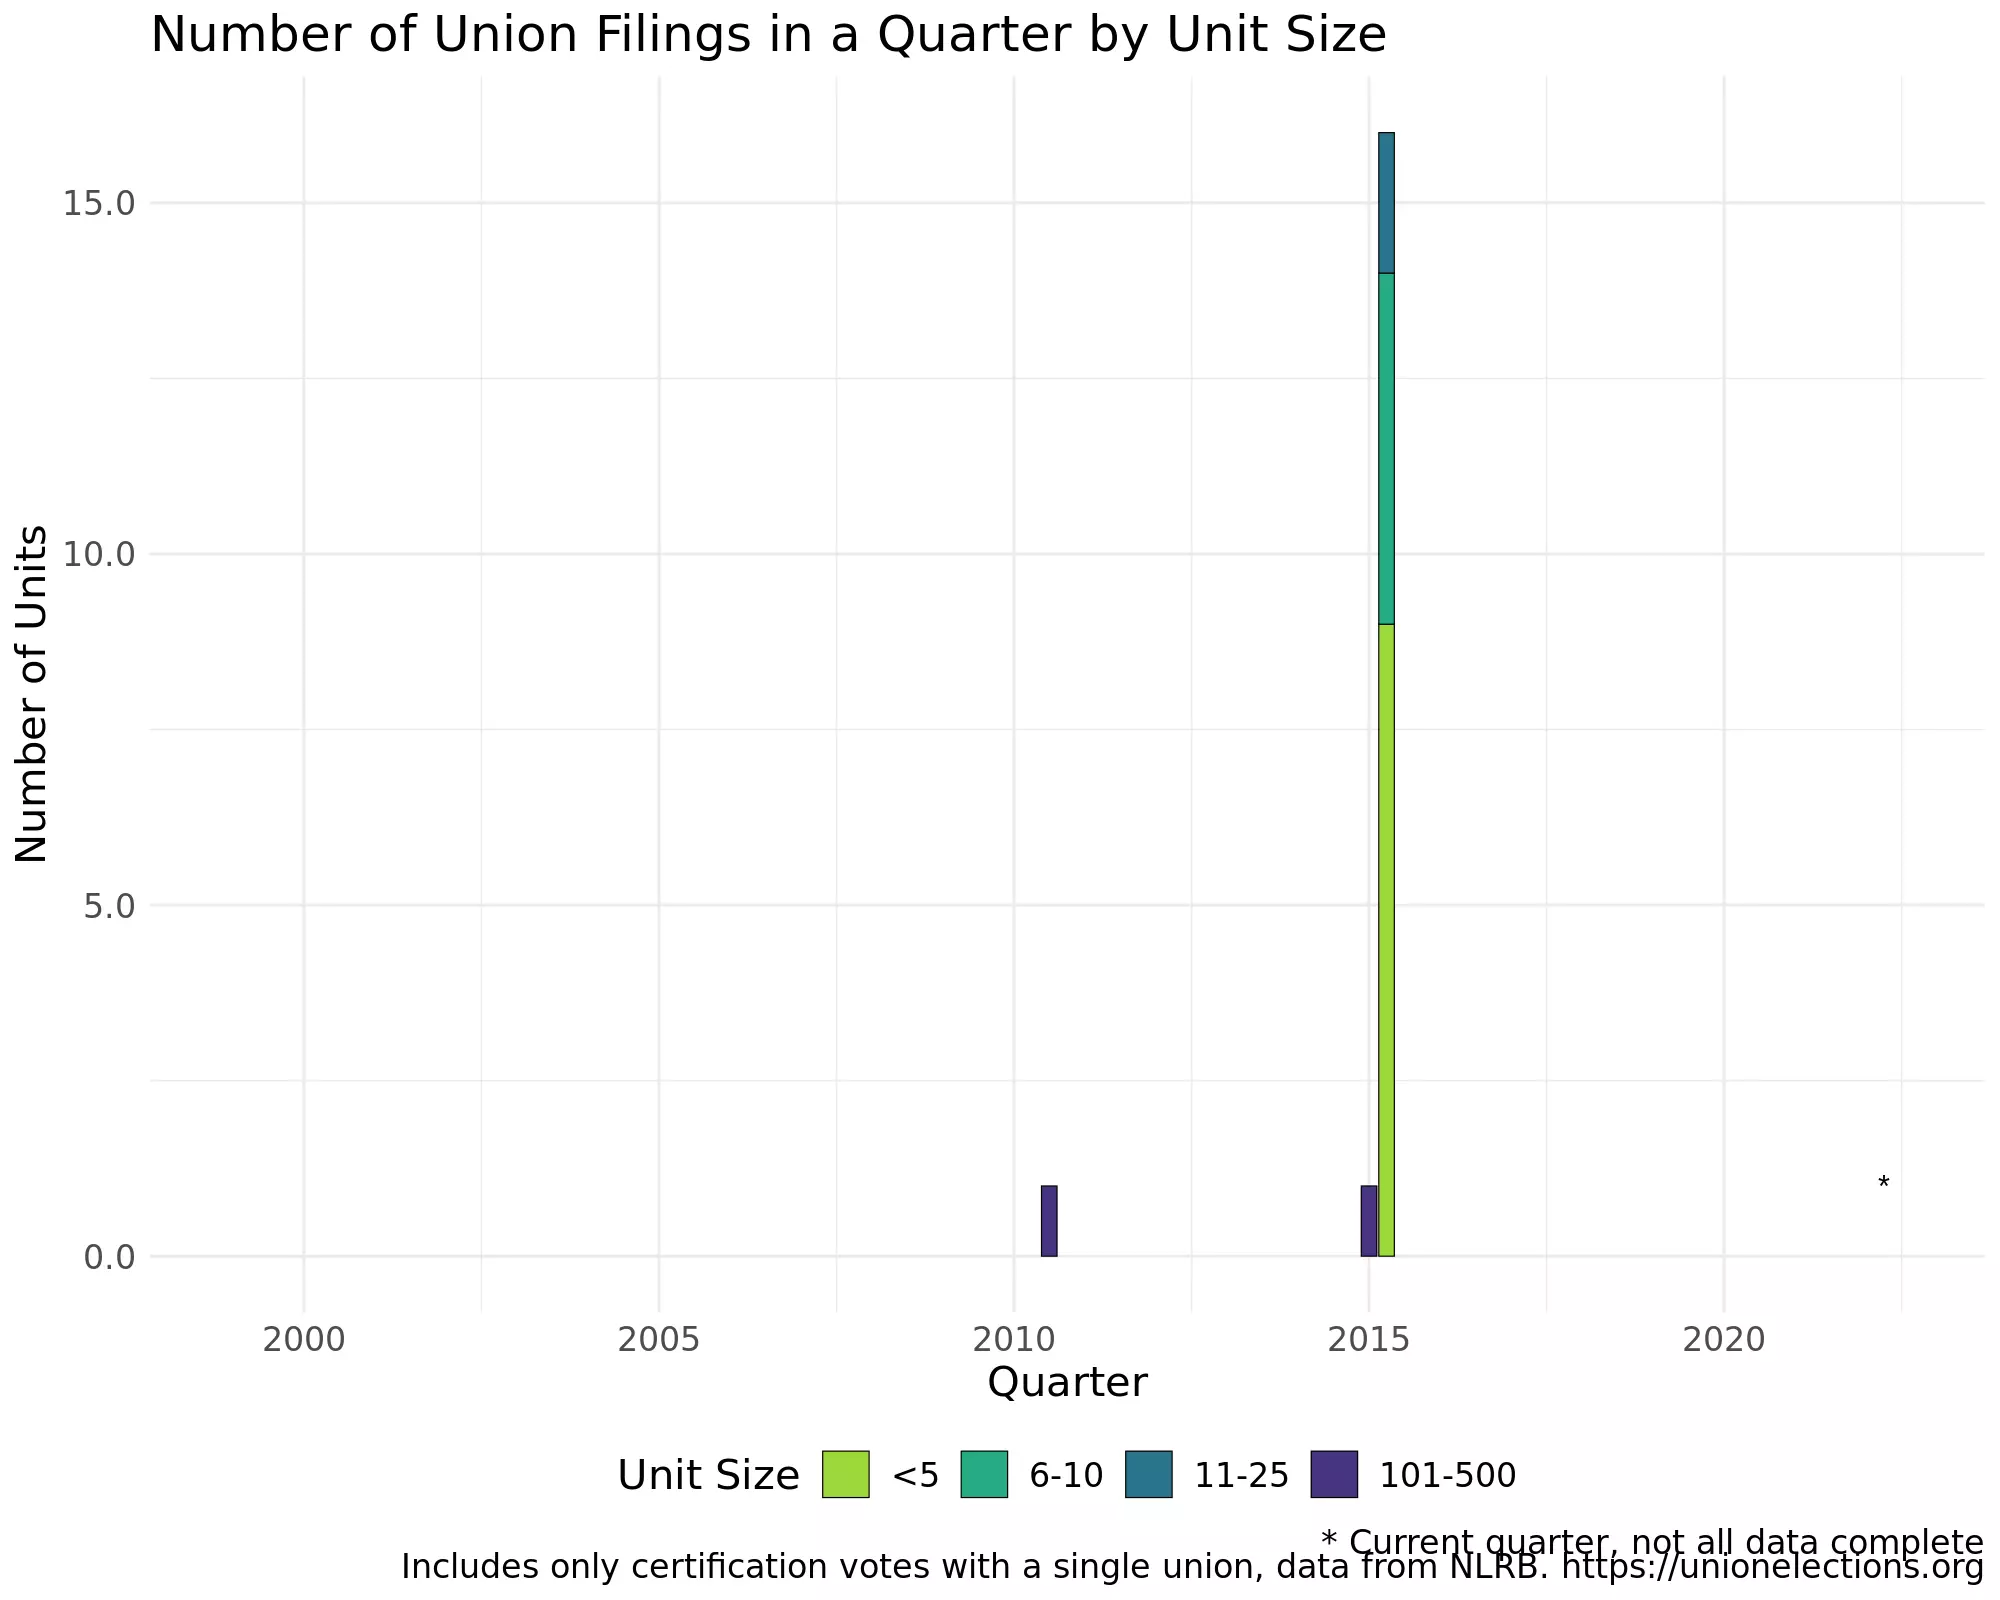 Number of Union Filings in a Quarter by Unit Size
Number of Units
15.0
10.0
5.0
0.0
*
2000 2005 2010 2015 2020
Quarter
Unit Size <5 6-10 11-25 101-500
* Current quarter, not all data complete
Includes only certification votes with a single union, data from NLRB. https://unionelections.org